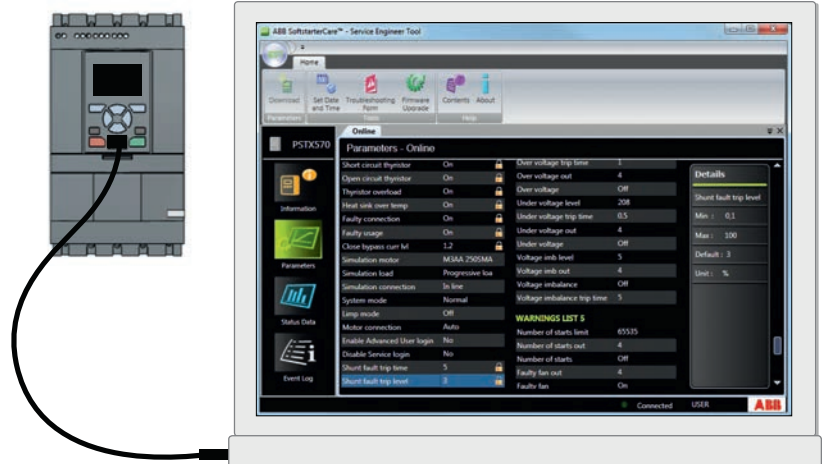 ABB SoftstarterCare™ - Service Engineer Tool
Home
Download
Set Date and Time
Troubleshooting Form
Firmware Upgrade
Contents
About
Parameters
Tools
Help
Online
PSTX570
Parameters - Online
Information
Parameters
Status Data
Event Log
Short circuit thyristor On
Open circuit thyristor On
Thyristor overload On
Heat sink over temp On
Faulty connection On
Faulty usage On
Close bypass curr lvl 1.2
Simulation motor M3AA 250SMA
Simulation load Progressive loa
Simulation connection In line
System mode Normal
Limp mode Off
Motor connection Auto
Enable Advanced User login No
Disable Service login No
Shunt fault trip time 5
Shunt fault trip level 3
Over voltage trip time 1
Over voltage out 4
Over voltage Off
Under voltage level 208
Under voltage trip time 0.5
Under voltage out 4
Under voltage Off
Voltage imb level 5
Voltage imb out 4
Voltage imbalance Off
Voltage imbalance trip time 5
WARNINGS LIST 5
Number of starts limit 65535
Number of starts out 4
Number of starts Off
Faulty fan out 4
Faulty fan On
Details
Shunt fault trip level
Min : 0,1
Max : 100
Default : 3
Unit : %
Connected
USER
ABB